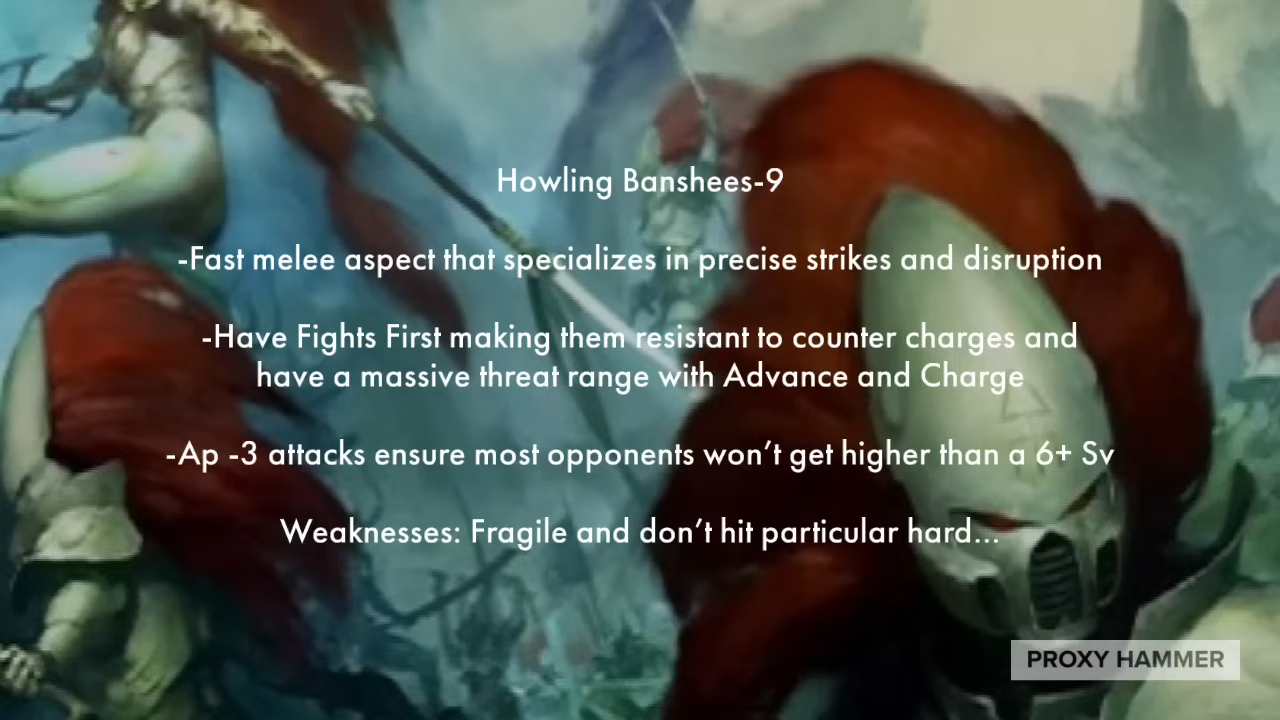 Howling Banshees-9
-Fast melee aspect that specializes in precise strikes and disruption
-Have Fights First making them resistant to counter charges and
have a massive threat range with Advance and Charge
-Ap -3 attacks ensure most opponents won’t get higher than a 6+ Sv
Weaknesses: Fragile and don’t hit particular hard...
PROXY HAMMER